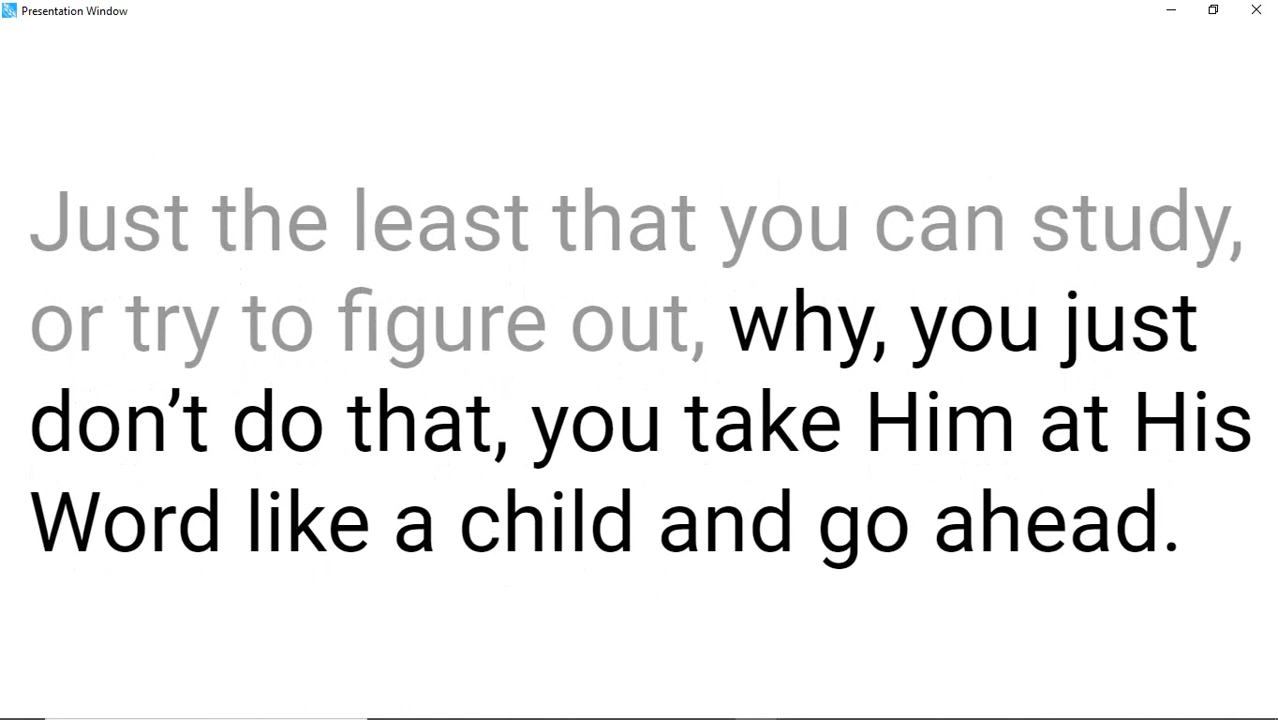 Presentation Window
Just the least that you can study,
or try to figure out, why, you just
don’t do that, you take Him at His
Word like a child and go ahead.